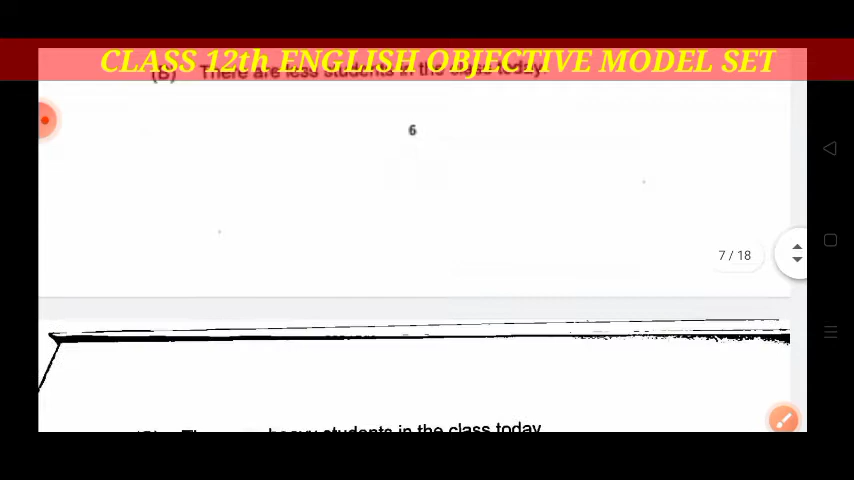 CLASS 12th ENGLISH OBJECTIVE MODEL SET
(B) There are less students in the class today.
6
7 / 18
heavy students in the class today